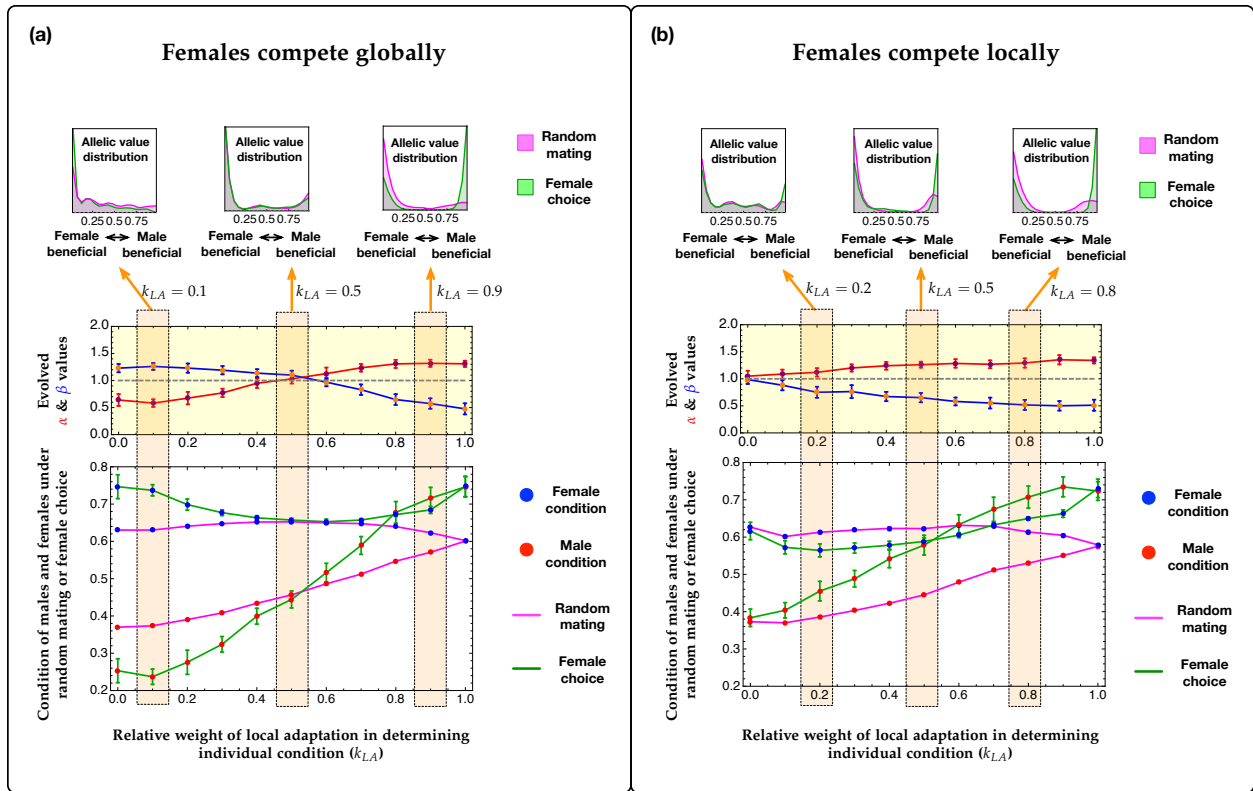 (a)
Females compete globally
Allelic value
distribution
Allelic value
distribution
Allelic value
distribution
Random
mating
Female
choice
0.25 0.5 0.75
0.25 0.5 0.75
0.25 0.5 0.75
Female ↔ Male
beneficial beneficial
Female ↔ Male
beneficial beneficial
Female ↔ Male
beneficial beneficial
k_LA = 0.1
k_LA = 0.5
k_LA = 0.9
Evolved
α & β values
2.0
1.5
1.0
0.5
0.0
0.0 0.2 0.4 0.6 0.8 1.0
Condition of males and females under
random mating or female choice
0.8
0.7
0.6
0.5
0.4
0.3
0.2
0.0 0.2 0.4 0.6 0.8 1.0
Female
condition
Male
condition
Random
mating
Female
choice
Relative weight of local adaptation in determining
individual condition (k_LA)
(b)
Females compete locally
Allelic value
distribution
Allelic value
distribution
Allelic value
distribution
Random
mating
Female
choice
0.25 0.5 0.75
0.25 0.5 0.75
0.25 0.5 0.75
Female ↔ Male
beneficial beneficial
Female ↔ Male
beneficial beneficial
Female ↔ Male
beneficial beneficial
k_LA = 0.2
k_LA = 0.5
k_LA = 0.8
Evolved
α & β values
2.0
1.5
1.0
0.5
0.0
0.0 0.2 0.4 0.6 0.8 1.0
Condition of males and females under
random mating or female choice
0.8
0.7
0.6
0.5
0.4
0.3
0.2
0.0 0.2 0.4 0.6 0.8 1.0
Female
condition
Male
condition
Random
mating
Female
choice
Relative weight of local adaptation in determining
individual condition (k_LA)